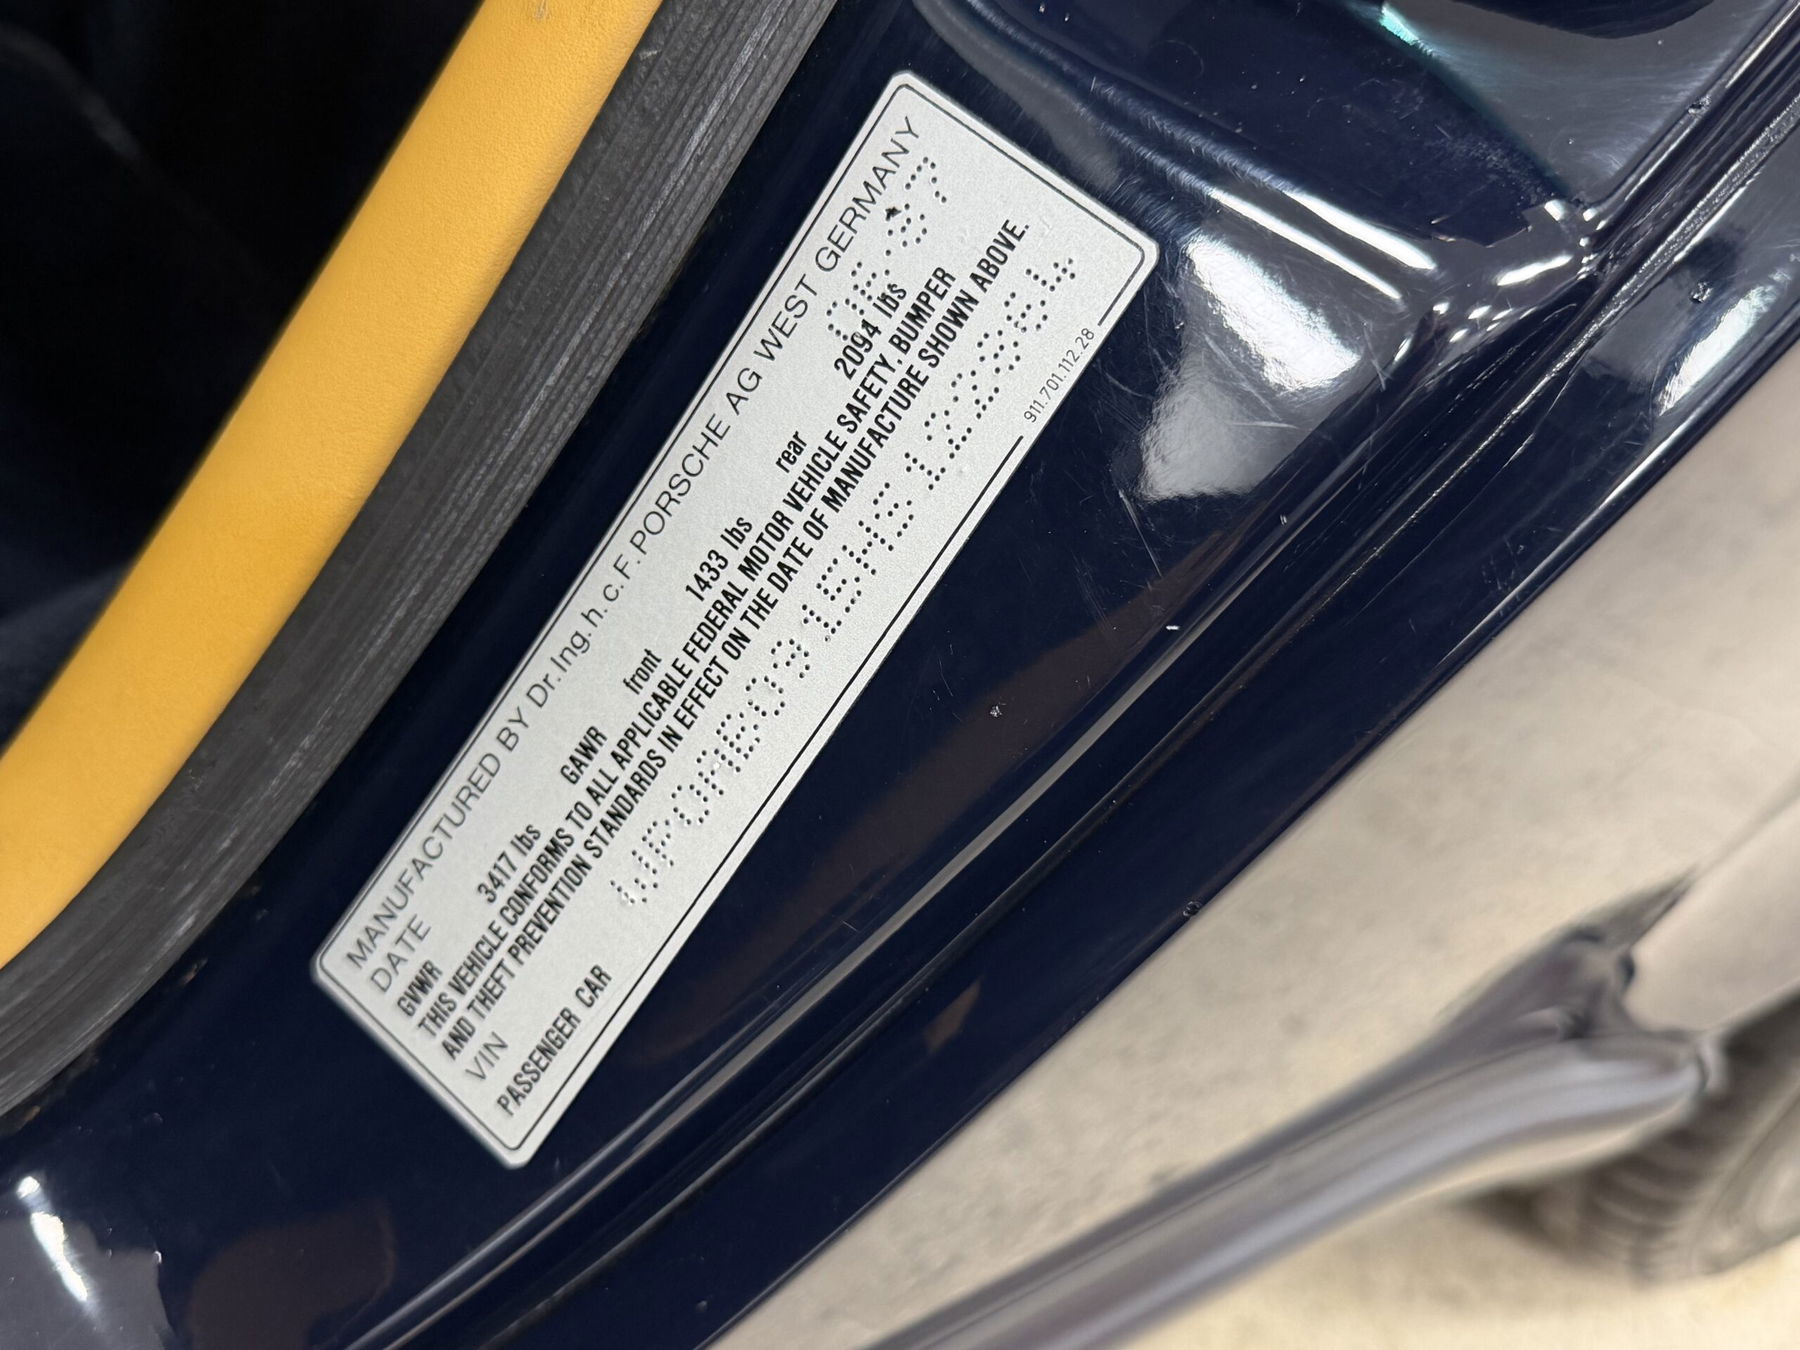 MANUFACTURED BY Dr. Ing. h. c. F. PORSCHE AG WEST GERMANY
DATE 87
GVWR 3417 lbs GAWR front 1433 lbs rear 2094 lbs
THIS VEHICLE CONFORMS TO ALL APPLICABLE FEDERAL MOTOR VEHICLE SAFETY, BUMPER
AND THEFT PREVENTION STANDARDS IN EFFECT ON THE DATE OF MANUFACTURE SHOWN ABOVE.
VIN WP0AB0915HS122864
PASSENGER CAR
911.701.112.28